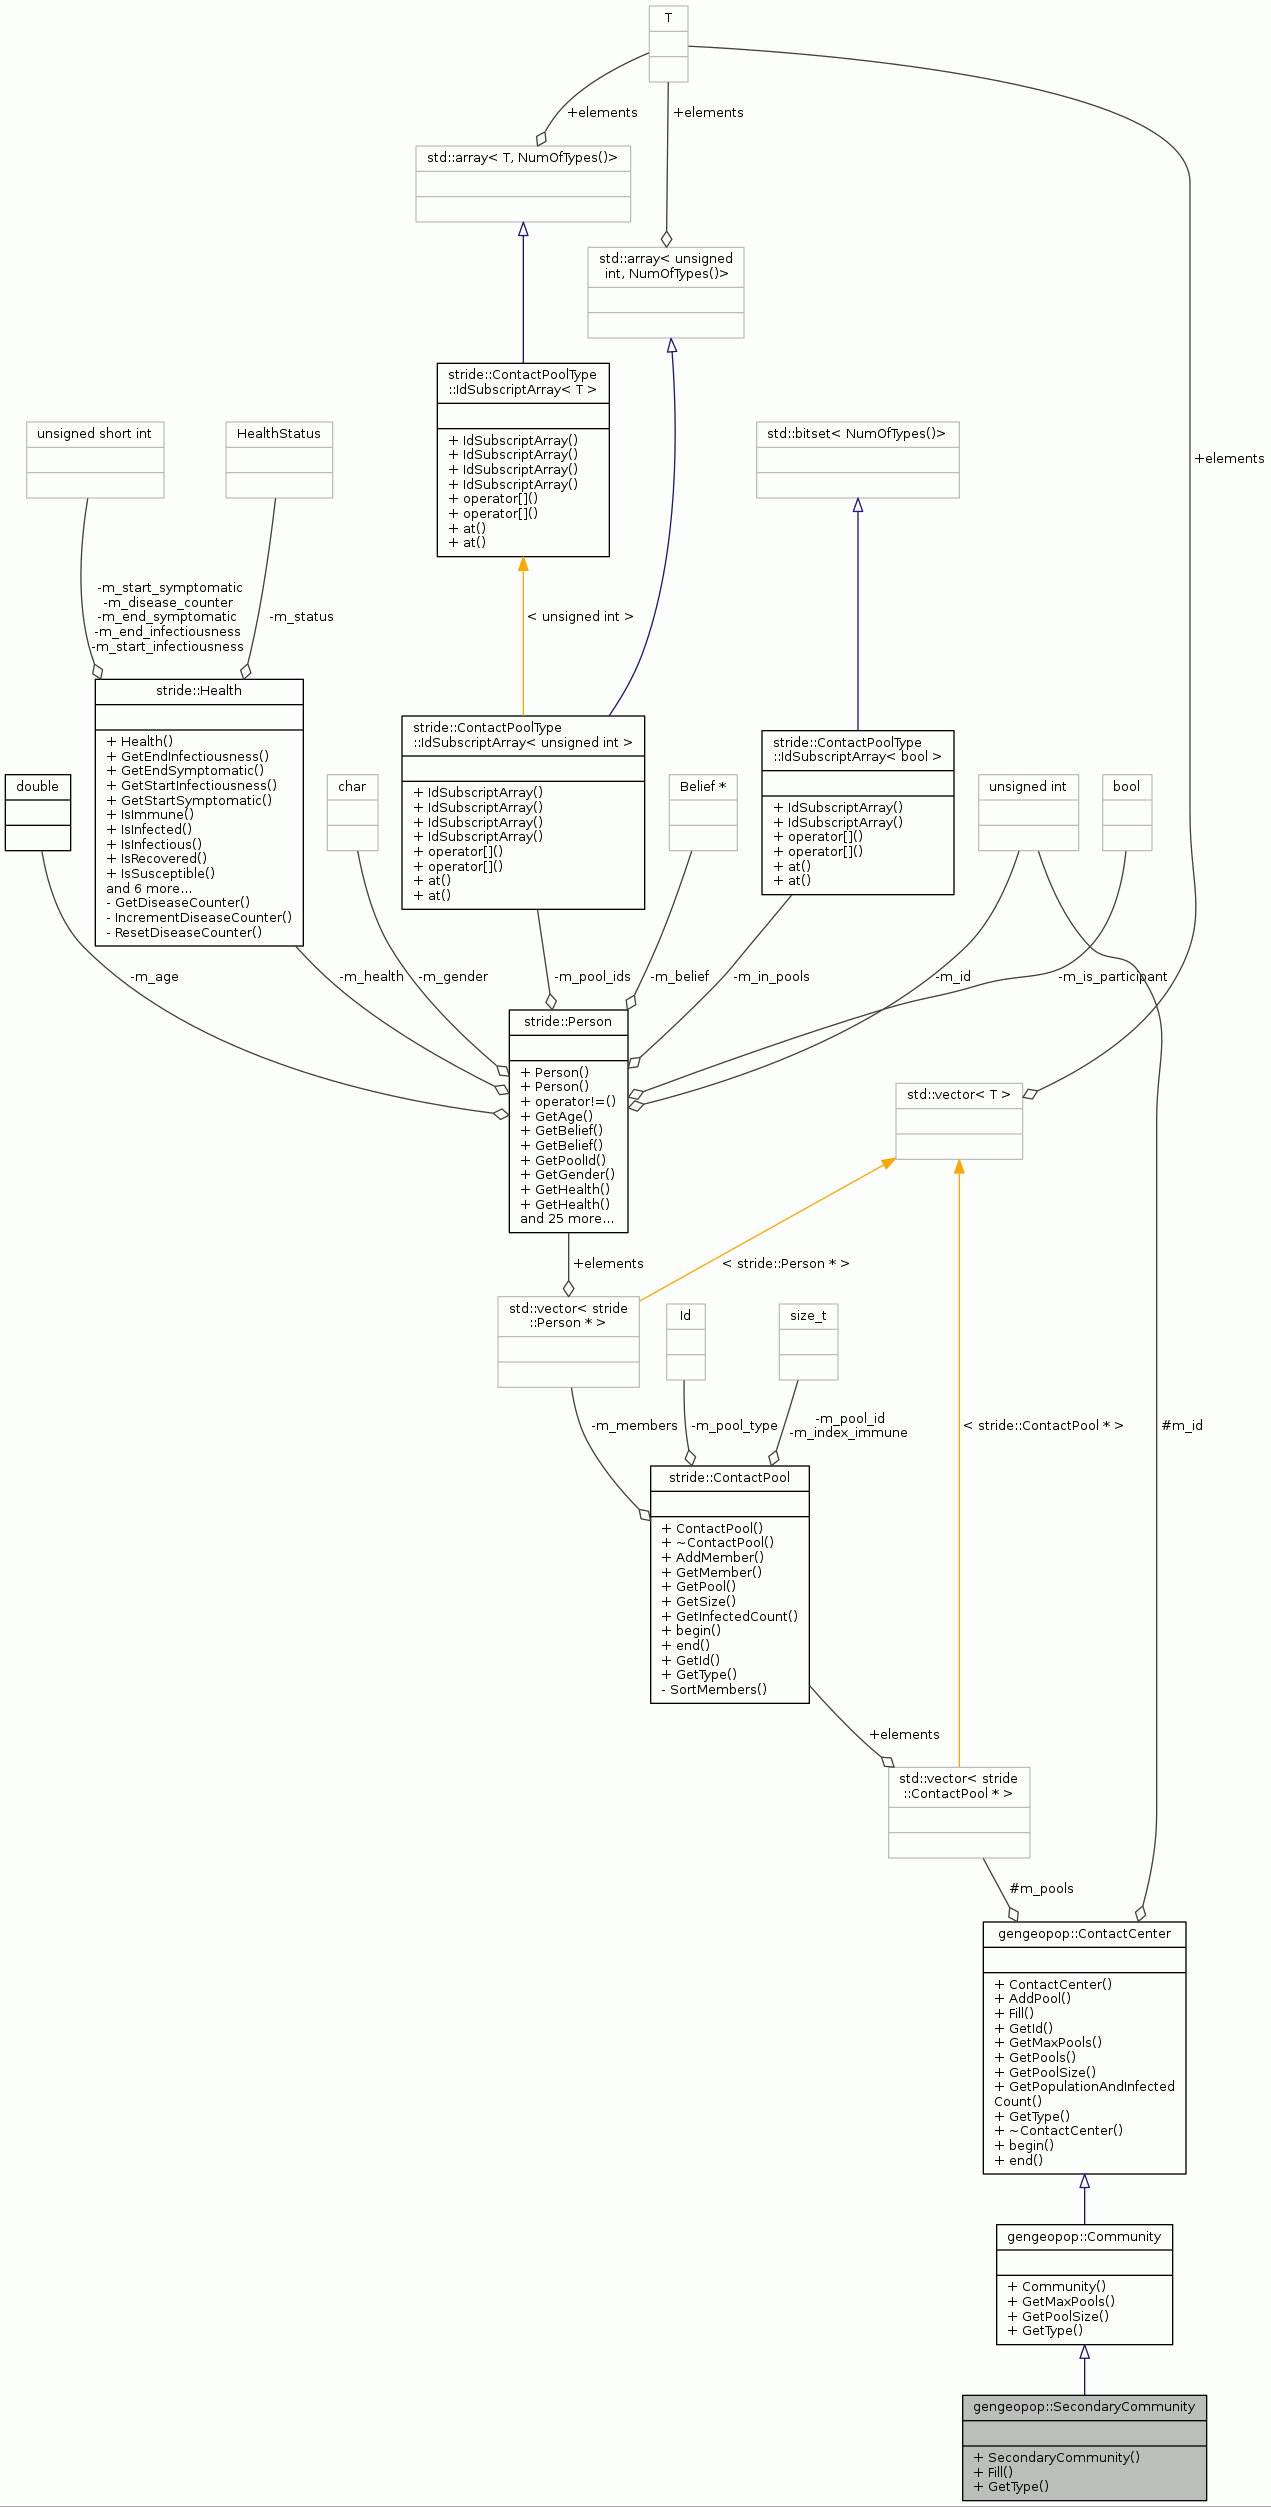 T
+elements
+elements
std::array< T, NumOfTypes()>
std::array< unsigned
int, NumOfTypes()>
stride::ContactPoolType
::IdSubscriptArray< T >
+ IdSubscriptArray()
+ IdSubscriptArray()
+ IdSubscriptArray()
+ IdSubscriptArray()
+ operator[]()
+ operator[]()
+ at()
+ at()
unsigned short int
HealthStatus
std::bitset< NumOfTypes()>
+elements
-m_start_symptomatic
-m_disease_counter
-m_end_symptomatic
-m_end_infectiousness
-m_start_infectiousness
-m_status
< unsigned int >
stride::Health
+ Health()
+ GetEndInfectiousness()
+ GetEndSymptomatic()
+ GetStartInfectiousness()
+ GetStartSymptomatic()
+ IsImmune()
+ IsInfected()
+ IsInfectious()
+ IsRecovered()
+ IsSusceptible()
and 6 more...
- GetDiseaseCounter()
- IncrementDiseaseCounter()
- ResetDiseaseCounter()
stride::ContactPoolType
::IdSubscriptArray< unsigned int >
+ IdSubscriptArray()
+ IdSubscriptArray()
+ IdSubscriptArray()
+ IdSubscriptArray()
+ operator[]()
+ operator[]()
+ at()
+ at()
stride::ContactPoolType
::IdSubscriptArray< bool >
+ IdSubscriptArray()
+ IdSubscriptArray()
+ operator[]()
+ operator[]()
+ at()
+ at()
double
char
Belief *
unsigned int
bool
-m_age
-m_health
-m_gender
-m_pool_ids
-m_belief
-m_in_pools
-m_id
-m_is_participant
stride::Person
+ Person()
+ Person()
+ operator!=()
+ GetAge()
+ GetBelief()
+ GetBelief()
+ GetPoolId()
+ GetGender()
+ GetHealth()
+ GetHealth()
and 25 more...
std::vector< T >
+elements
< stride::Person * >
std::vector< stride
::Person * >
Id
size_t
-m_members
-m_pool_type
-m_pool_id
-m_index_immune
< stride::ContactPool * >
#m_id
stride::ContactPool
+ ContactPool()
+ ~ContactPool()
+ AddMember()
+ GetMember()
+ GetPool()
+ GetSize()
+ GetInfectedCount()
+ begin()
+ end()
+ GetId()
+ GetType()
- SortMembers()
+elements
std::vector< stride
::ContactPool * >
#m_pools
gengeopop::ContactCenter
+ ContactCenter()
+ AddPool()
+ Fill()
+ GetId()
+ GetMaxPools()
+ GetPools()
+ GetPoolSize()
+ GetPopulationAndInfected
Count()
+ GetType()
+ ~ContactCenter()
+ begin()
+ end()
gengeopop::Community
+ Community()
+ GetMaxPools()
+ GetPoolSize()
+ GetType()
gengeopop::SecondaryCommunity
+ SecondaryCommunity()
+ Fill()
+ GetType()